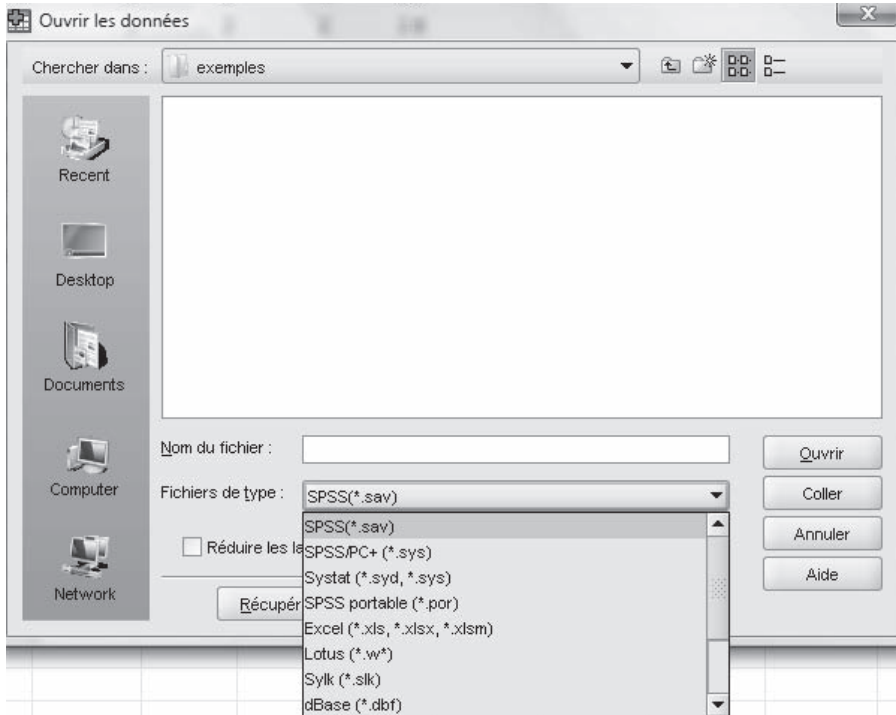 Ouvrir les données
Chercher dans :
exemples
Recent
Desktop
Documents
Computer
Network
Nom du fichier :
Ouvrir
Fichiers de type :
SPSS(*.sav)
Coller
SPSS(*.sav)
Annuler
Réduire les la
SPSS/PC+ (*.sys)
Systat (*.syd, *.sys)
Aide
Récupér
SPSS portable (*.por)
Excel (*.xls, *.xlsx, *.xlsm)
Lotus (*.w*)
Sylk (*.slk)
dBase (*.dbf)